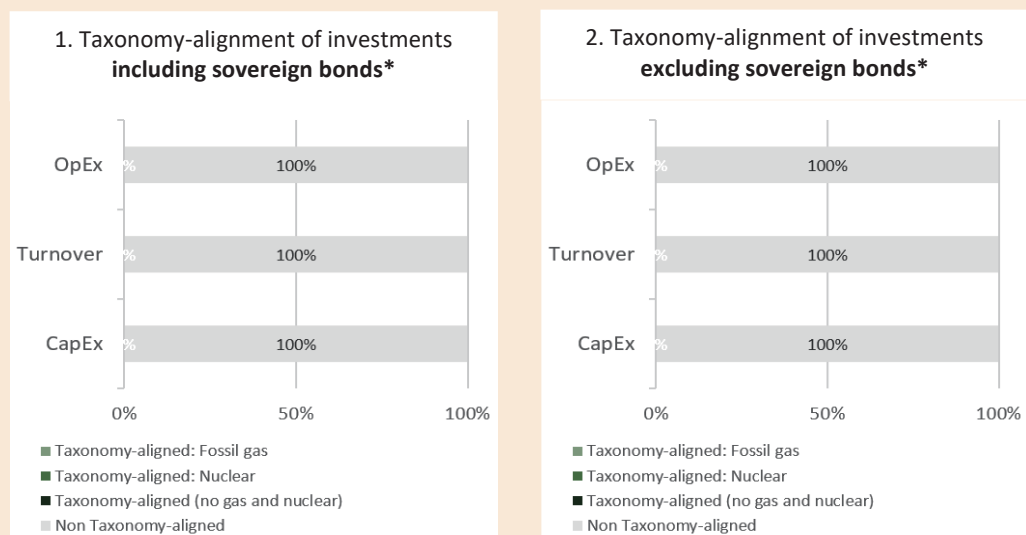 1. Taxonomy-alignment of investments
including sovereign bonds*
OpEx
%
100%
Turnover
%
100%
CapEx
%
100%
0%
50%
100%
Taxonomy-aligned: Fossil gas
Taxonomy-aligned: Nuclear
Taxonomy-aligned (no gas and nuclear)
Non Taxonomy-aligned
2. Taxonomy-alignment of investments
excluding sovereign bonds*
OpEx
%
100%
Turnover
%
100%
CapEx
%
100%
0%
50%
100%
Taxonomy-aligned: Fossil gas
Taxonomy-aligned: Nuclear
Taxonomy-aligned (no gas and nuclear)
Non Taxonomy-aligned